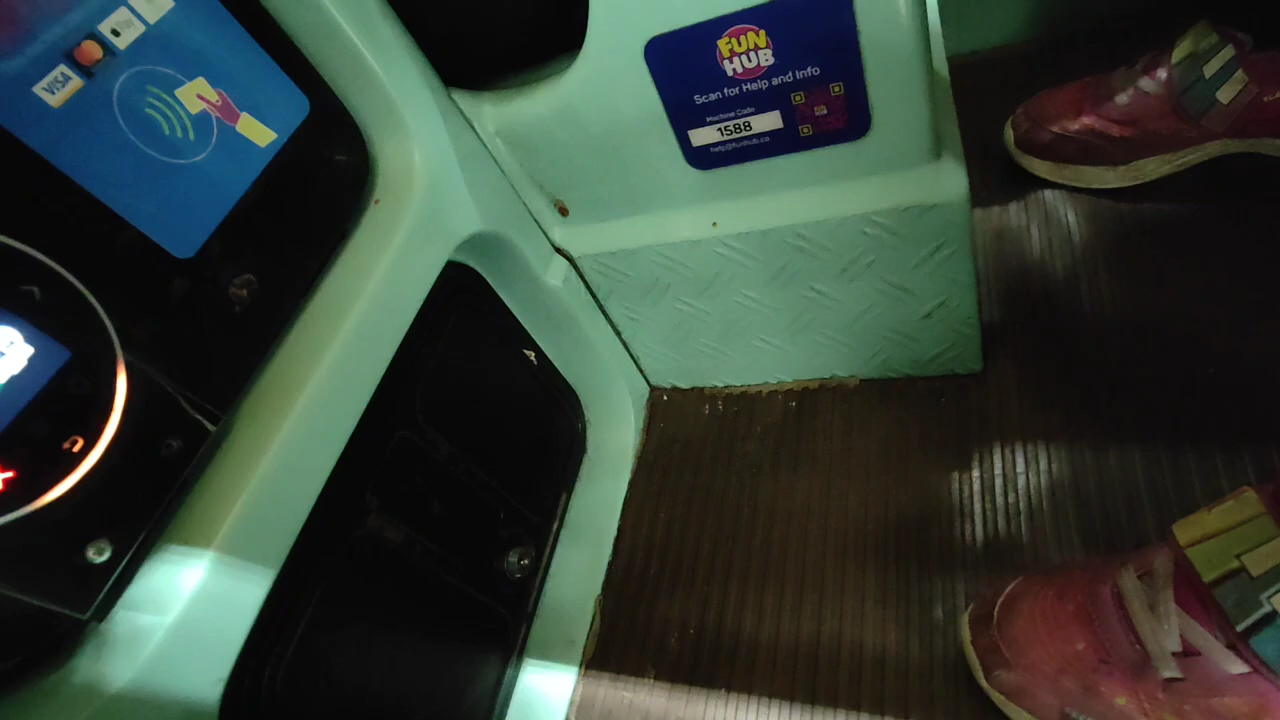 VISA
FUN
HUB
Scan for Help and Info
Machine Code
1588
help@funhub.co